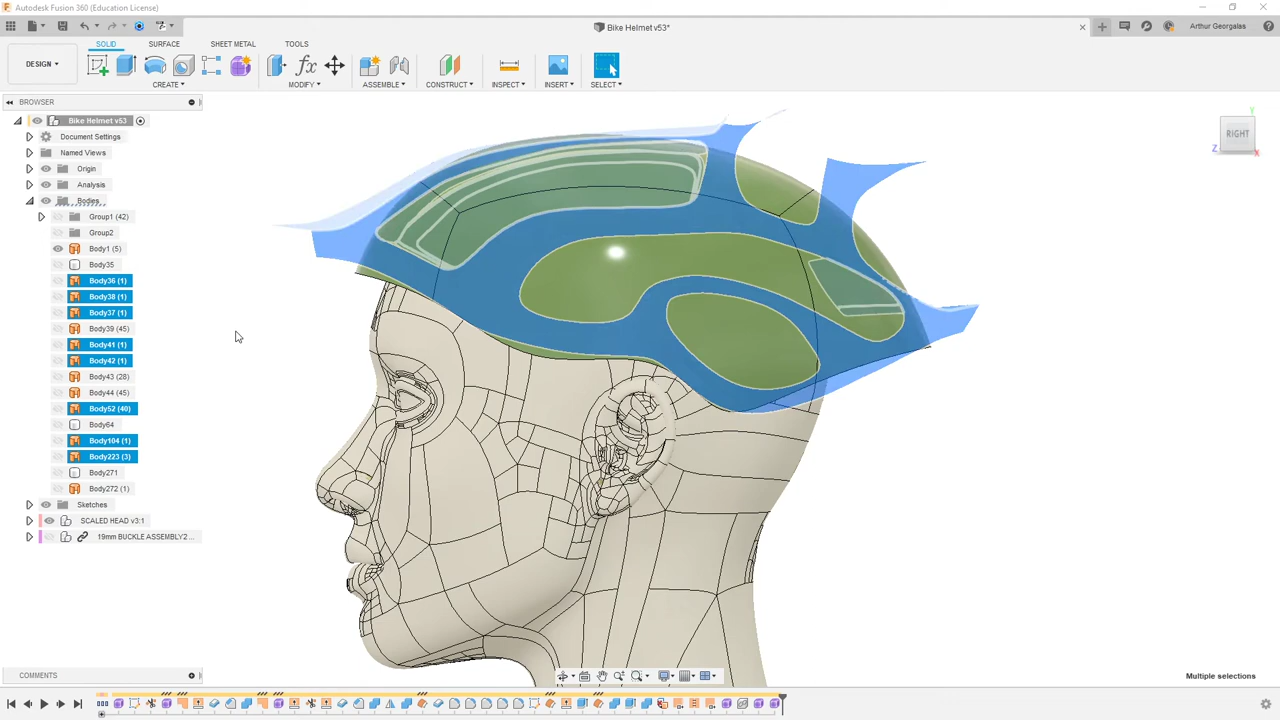 Autodesk Fusion 360 (Education License)
Bike Helmet v53*
Arthur Georgalas
DESIGN
SOLID SURFACE SHEET METAL TOOLS
CREATE MODIFY ASSEMBLE CONSTRUCT INSPECT INSERT SELECT
BROWSER
Bike Helmet v53
Document Settings
Named Views
Origin
Analysis
Bodies
Group1 (42)
Group2
Body1 (5)
Body35
Body36 (1)
Body38 (1)
Body37 (1)
Body39 (45)
Body41 (1)
Body42 (1)
Body43 (28)
Body44 (45)
Body52 (40)
Body64
Body104 (1)
Body223 (3)
Body271
Body272 (1)
Sketches
SCALED HEAD v3:1
19mm BUCKLE ASSEMBLY2...
Y
RIGHT
Z X
COMMENTS
Multiple selections